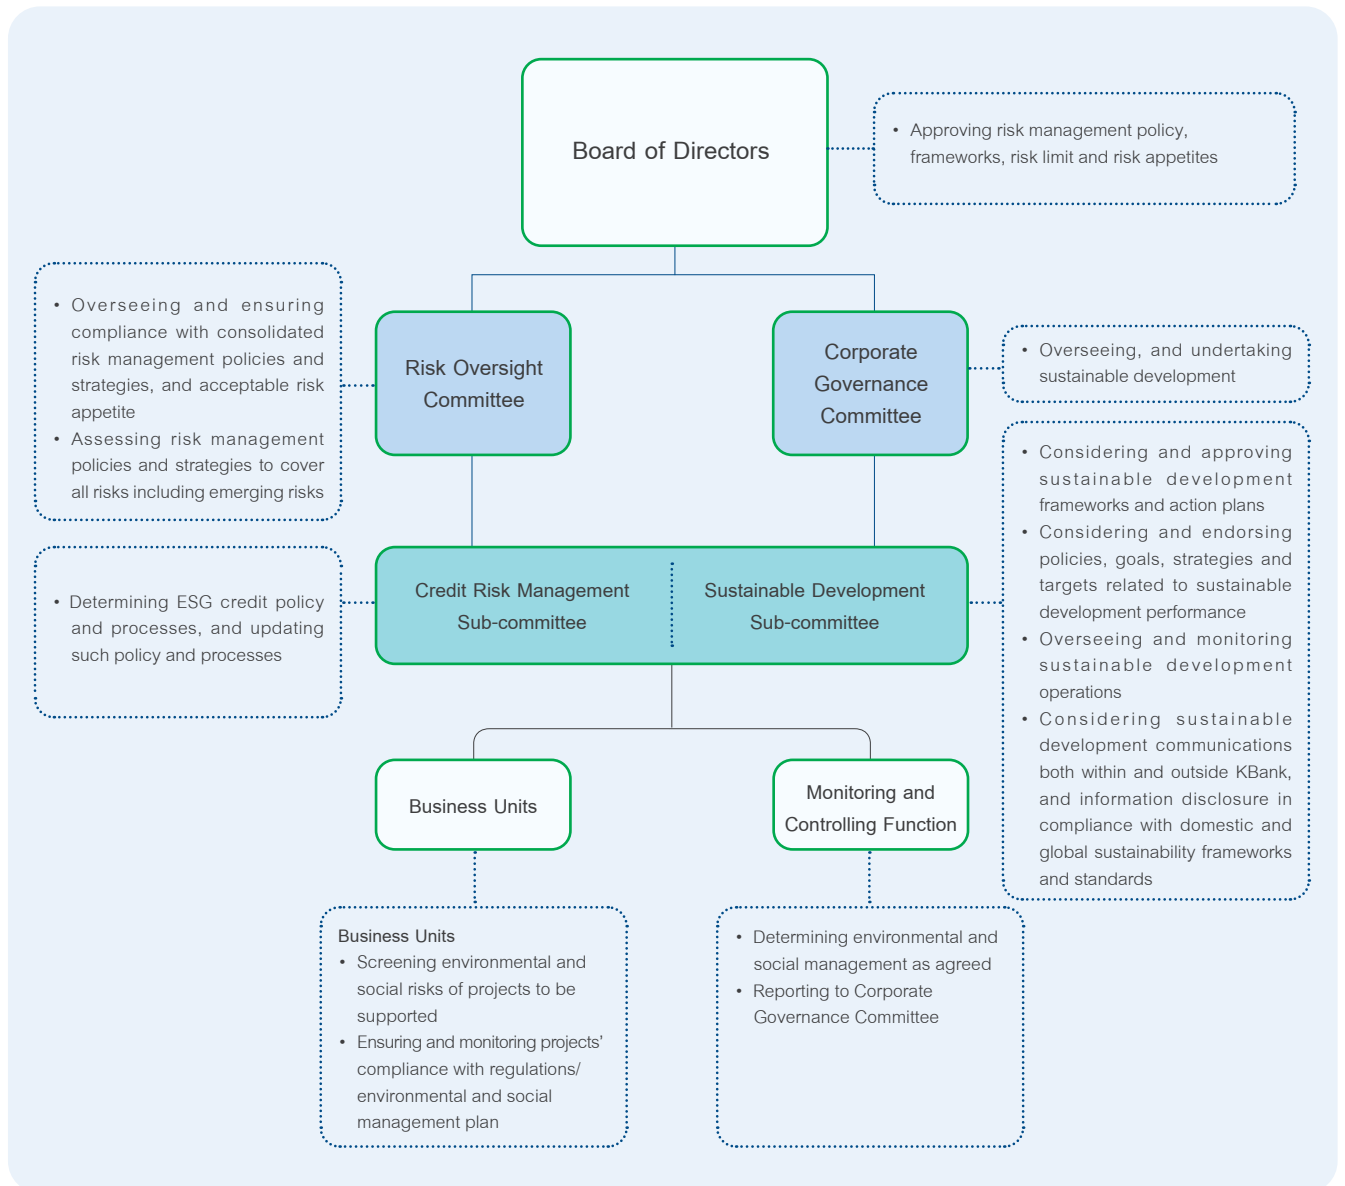 Board of Directors
• Approving risk management policy,
frameworks, risk limit and risk appetites
• Overseeing and ensuring
compliance with consolidated
risk management policies and
strategies, and acceptable risk
appetite
• Assessing risk management
policies and strategies to cover
all risks including emerging risks
Risk Oversight
Committee
Corporate
Governance
Committee
• Overseeing, and undertaking
sustainable development
• Determining ESG credit policy
and processes, and updating
such policy and processes
Credit Risk Management
Sub-committee
Sustainable Development
Sub-committee
• Considering and approving
sustainable development
frameworks and action plans
• Considering and endorsing
policies, goals, strategies and
targets related to sustainable
development performance
• Overseeing and monitoring
sustainable development
operations
• Considering sustainable
development communications
both within and outside KBank,
and information disclosure in
compliance with domestic and
global sustainability frameworks
and standards
Business Units
Monitoring and
Controlling Function
Business Units
• Screening environmental and
social risks of projects to be
supported
• Ensuring and monitoring projects’
compliance with regulations/
environmental and social
management plan
• Determining environmental and
social management as agreed
• Reporting to Corporate
Governance Committee